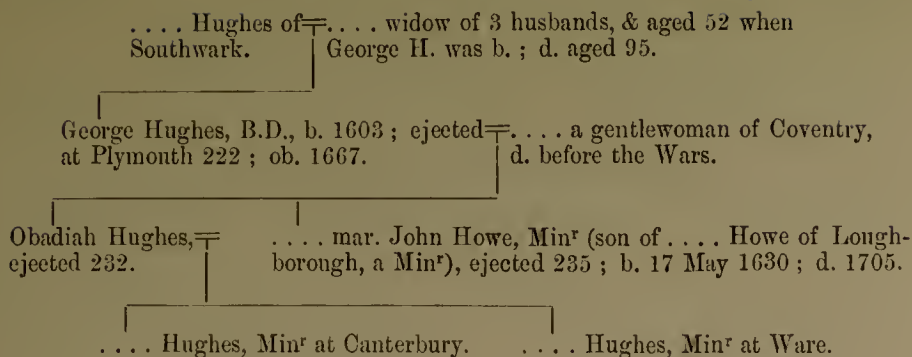 . . . . Hughes of╤. . . . widow of 3 husbands, & aged 52 when
Southwark. George H. was b. ; d. aged 95.
George Hughes, B.D., b. 1603 ; ejected╤. . . . a gentlewoman of Coventry,
at Plymouth 222 ; ob. 1667. d. before the Wars.
Obadiah Hughes,╤ . . . . mar. John Howe, Minʳ (son of . . . . Howe of Lough-
ejected 232. borough, a Minʳ), ejected 235 ; b. 17 May 1630 ; d. 1705.
. . . . Hughes, Minʳ at Canterbury. . . . . Hughes, Minʳ at Ware.